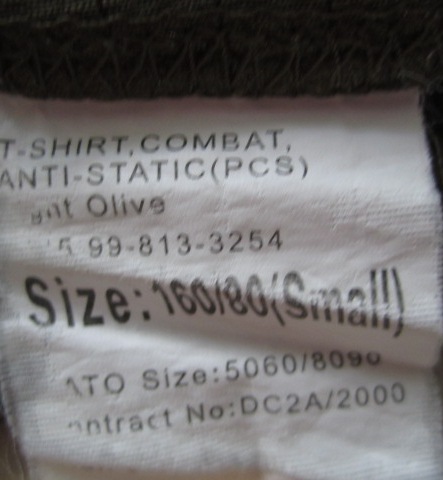 T-SHIRT, COMBAT,
ANTI-STATIC(PCS)
Olive
99-813-3254
Size:160/80(Small)
ATO Size:5060/8090
ontract No:DC2A/2000